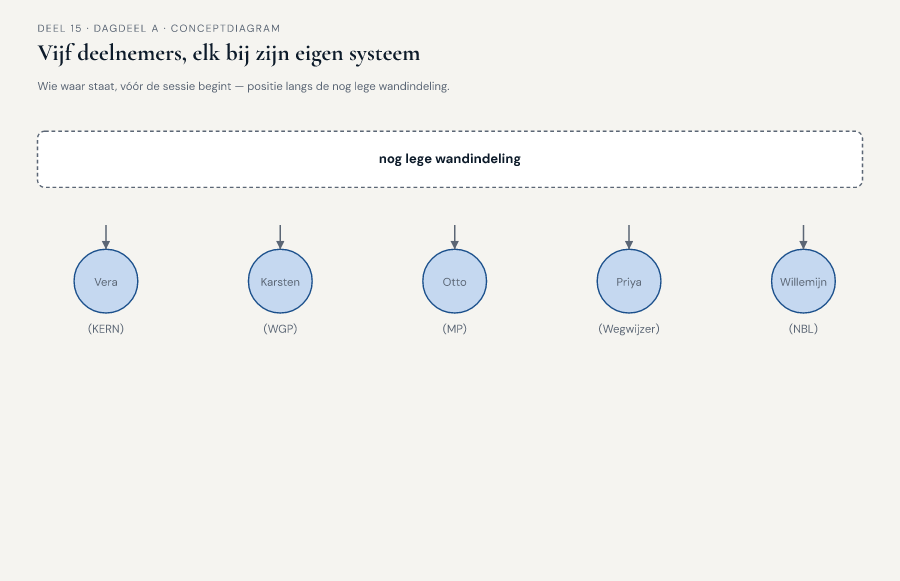 DEEL 15 · DAGDEEL A · CONCEPTDIAGRAM
Vijf deelnemers, elk bij zijn eigen systeem
Wie waar staat, vóór de sessie begint — positie langs de nog lege wandindeling.
nog lege wandindeling
Vera Karsten Otto Priya Willemijn
(KERN) (WGP) (MP) (Wegwijzer) (NBL)